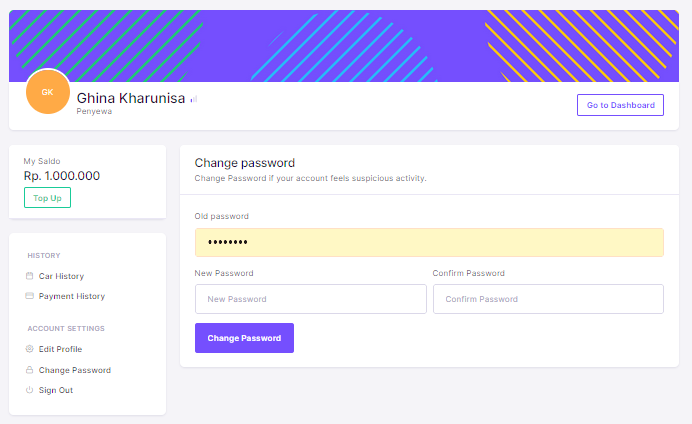 GK
Ghina Kharunisa
Penyewa
Go to Dashboard
My Saldo
Rp. 1.000.000
Top Up
HISTORY
Car History
Payment History
ACCOUNT SETTINGS
Edit Profile
Change Password
Sign Out
Change password
Change Password if your account feels suspicious activity.
Old password
••••••••
New Password Confirm Password
New Password Confirm Password
Change Password